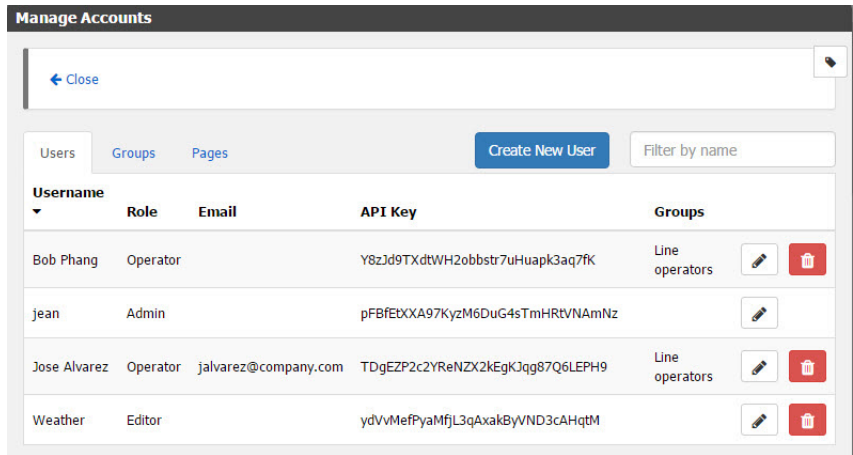 Manage Accounts
Close
Users Groups Pages Create New User Filter by name
Username
Role Email API Key Groups
Bob Phang Operator Y8zJd9TXdtWH2obbstr7uHuapk3aq7fK Line operators
jean Admin pFBfEtXXA97KyzM6DuG4sTmHRtVNAmNz
Jose Alvarez Operator jalvarez@company.com TDgEZP2c2YReNZX2kEgKJqg87Q6LEPH9 Line operators
Weather Editor ydVvMefPyaMfjL3qAxakByVND3cAHqtM